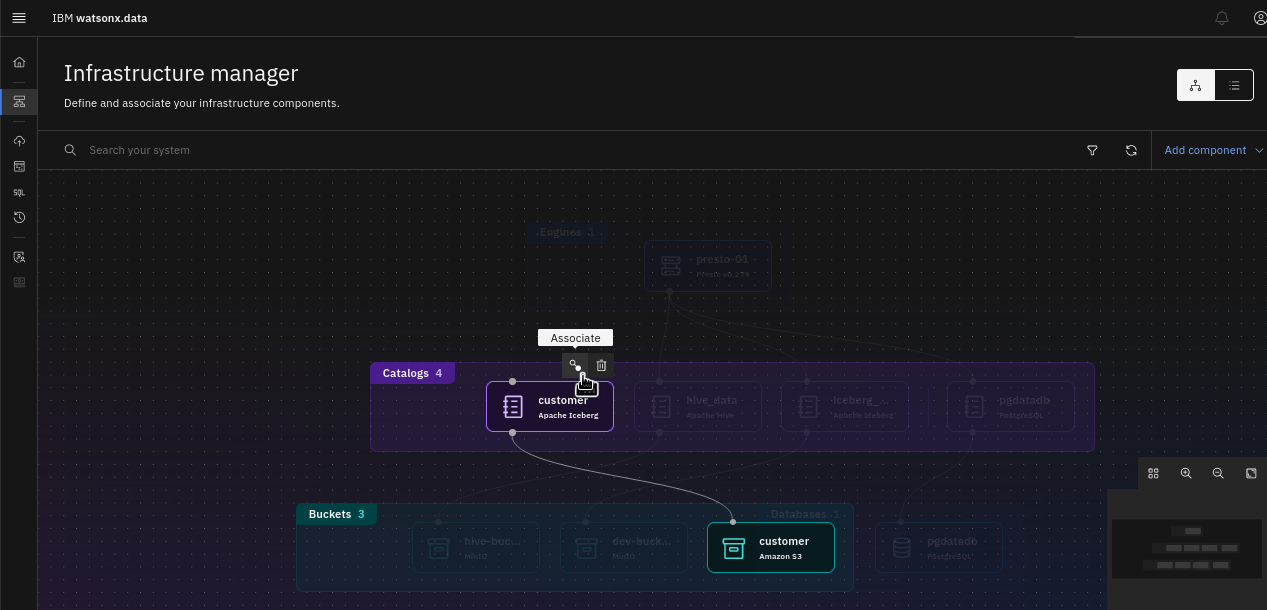 IBM watsonx.data
Infrastructure manager
Define and associate your infrastructure components.
Search your system
Add component
SQL
Engines 1
presto-01
Presto v0.279
Associate
Catalogs 4
customer
Apache Iceberg
hive_data
Apache Hive
iceberg_...
Apache Iceberg
pgdatadb
PostgreSQL
Buckets 3
Databases 1
hive-buc...
MinIO
dev-buck...
MinIO
customer
Amazon S3
pgdatadb
PostgreSQL